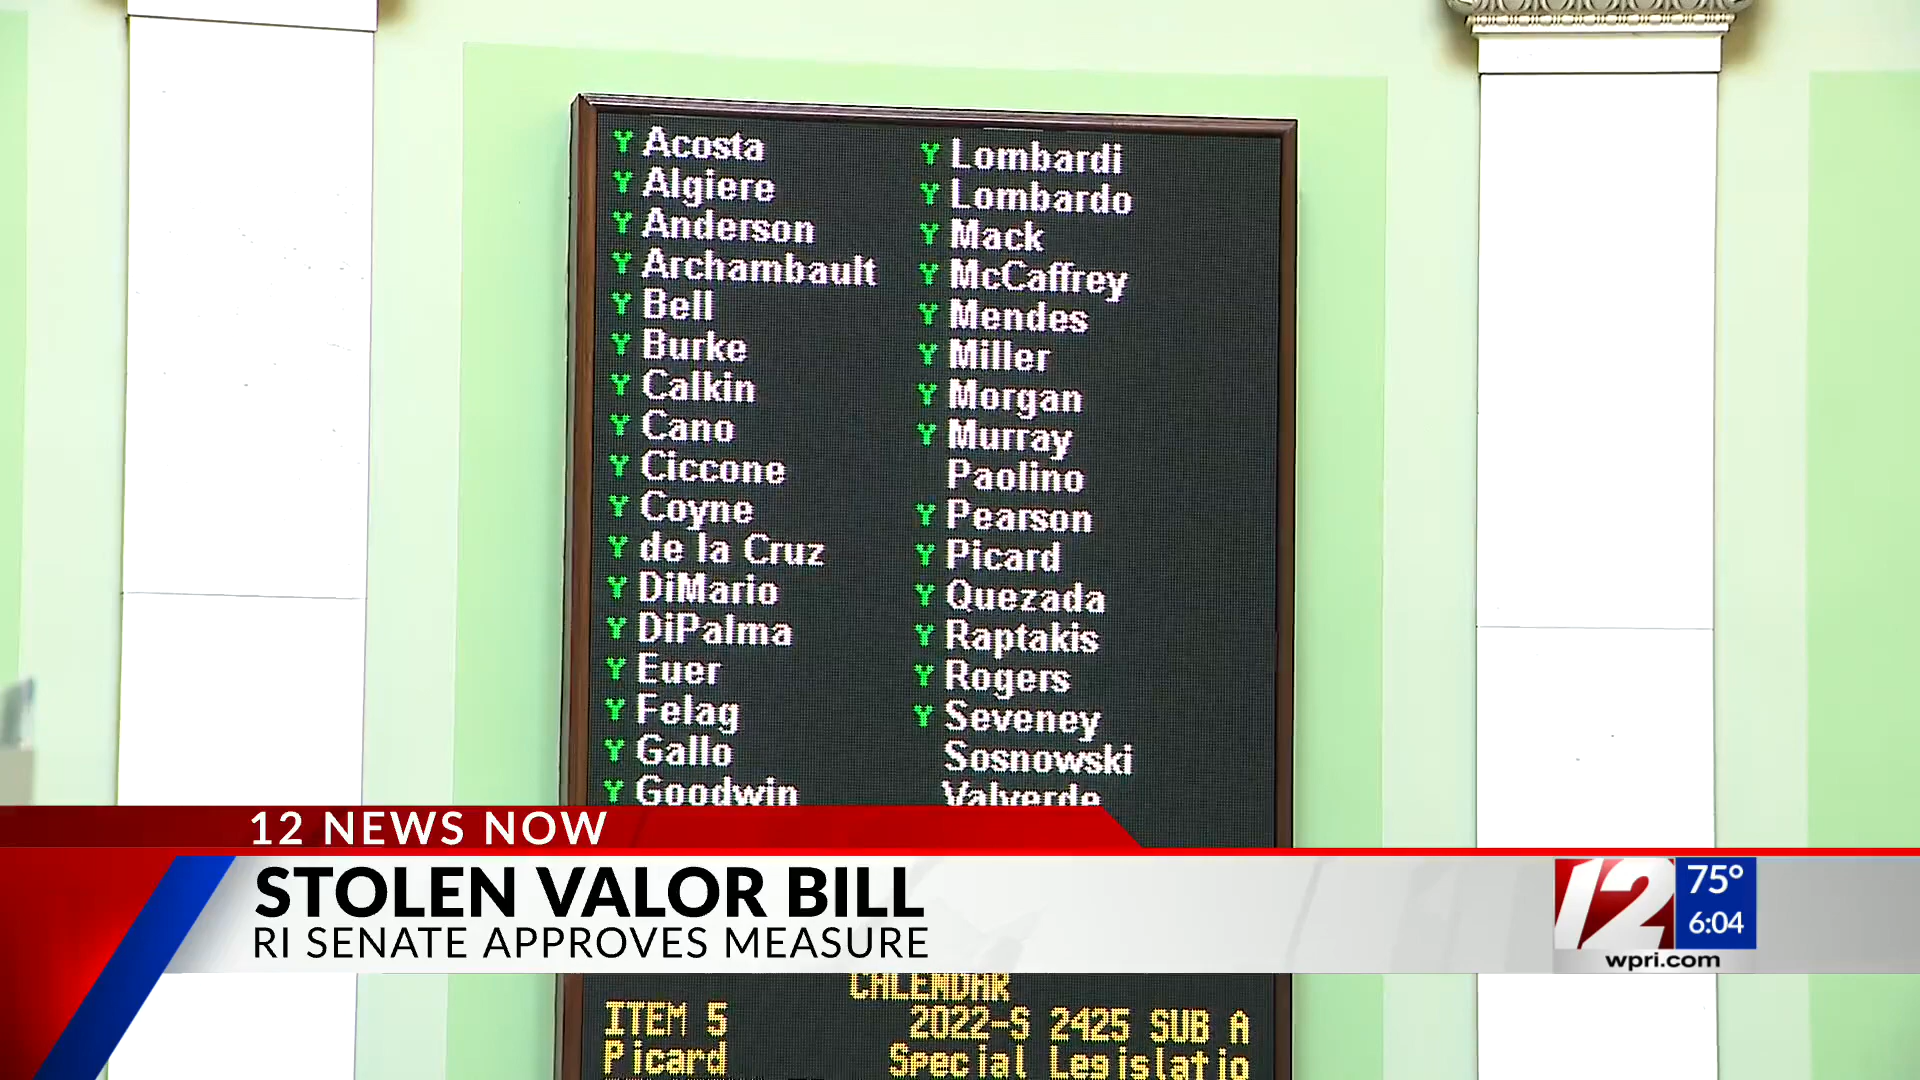 Y Acosta
Y Algiere
Y Anderson
Y Archambault
Y Bell
Y Burke
Y Calkin
Y Cano
Y Ciccone
Y Coyne
Y de la Cruz
Y DiMario
Y DiPalma
Y Euer
Y Felag
Y Gallo
Y Goodwin
Y Lombardi
Y Lombardo
Y Mack
Y McCaffrey
Y Mendes
Y Miller
Y Morgan
Y Murray
Paolino
Y Pearson
Y Picard
Y Quezada
Y Raptakis
Y Rogers
Y Seveney
Sosnowski
Valverde
12 NEWS NOW
STOLEN VALOR BILL
RI SENATE APPROVES MEASURE
12
75°
6:04
wpri.com
CALENDAR
ITEM 5 2022-S 2425 SUB A
Picard Special Legislatio